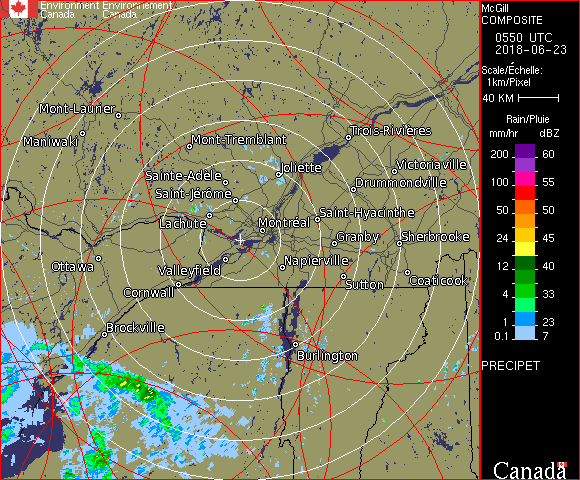 Environment Environnement
Canada Canada
McGill
COMPOSITE
0550 UTC
2018-06-23
Scale/Échelle:
1km/Pixel
40 KM
Rain/Pluie
mm/hr dBZ
200 60
150 57
100 55
50 50
24 45
12 40
4 33
1 23
0.1 7
PRECIPET
Canada
Mont-Laurier
Maniwaki
Mont-Tremblant
Trois-Rivières
Sainte-Adèle
Joliette
Victoriaville
Saint-Jérôme
Drummondville
Lachute
Montréal
Saint-Hyacinthe
Granby
Sherbrooke
Ottawa
Valleyfield
Napierville
Cornwall
Sutton
Coaticook
Brockville
Burlington